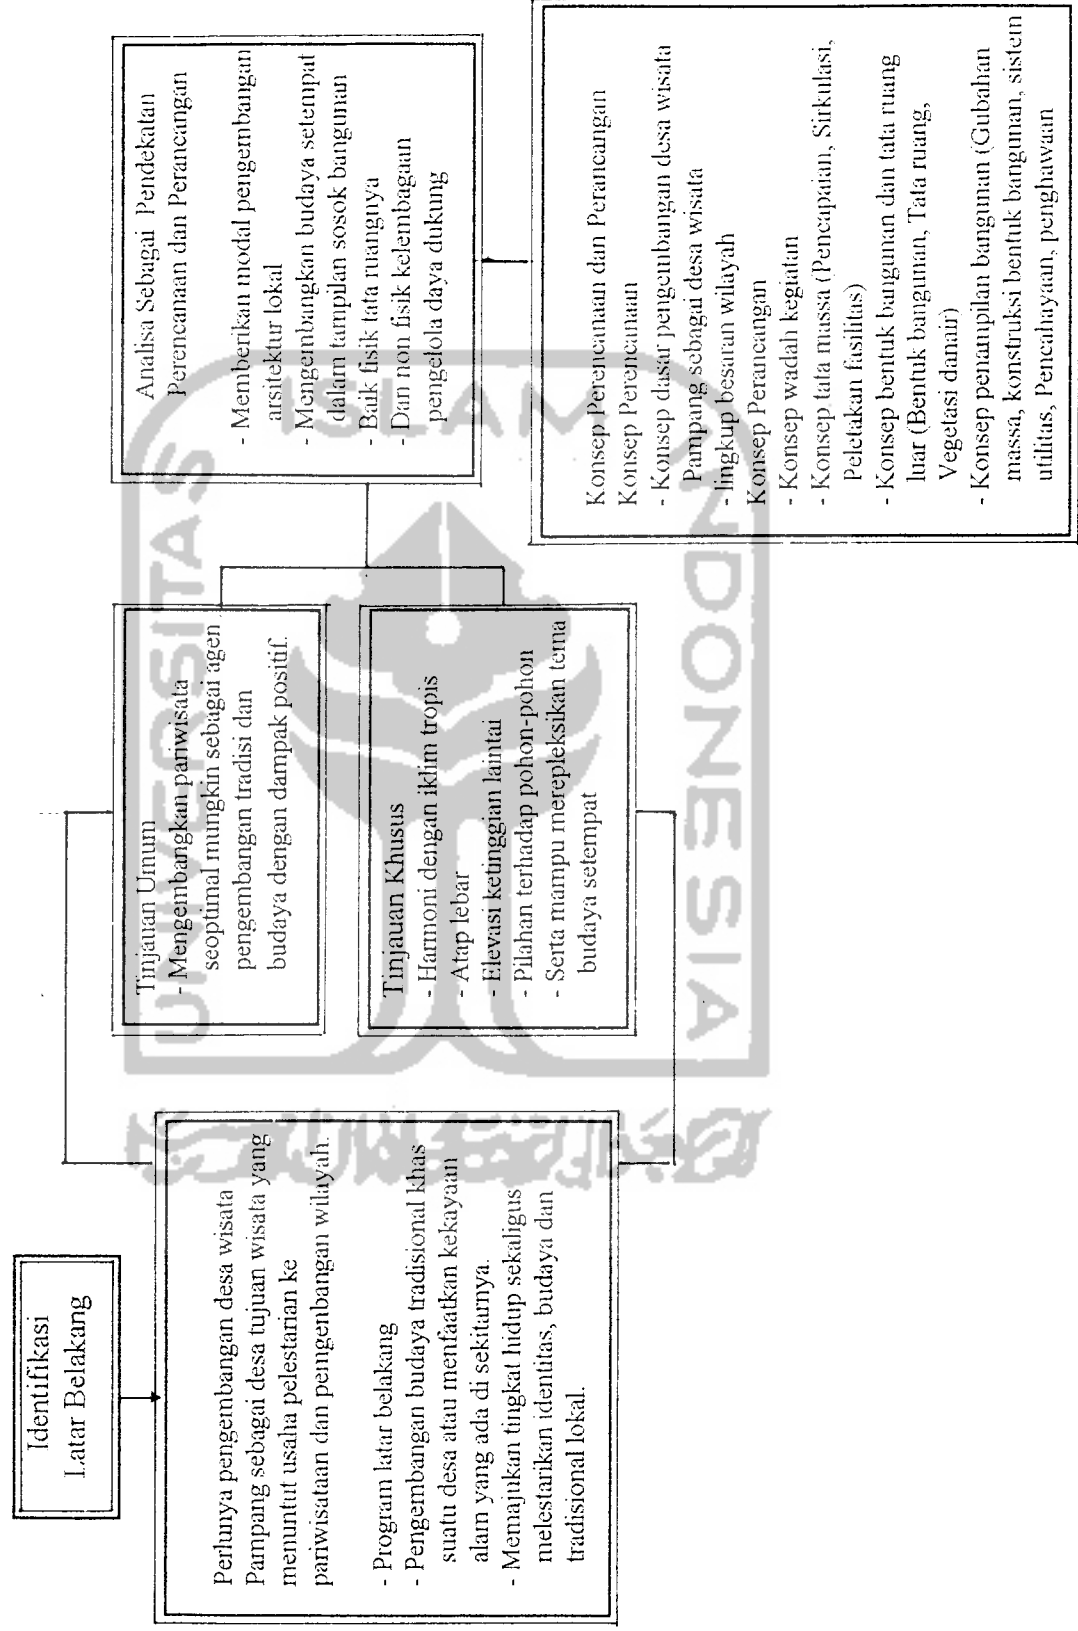 Identifikasi
Latar Belakang
Perlunya pengembangan desa wisata
Pampang sebagai desa tujuan wisata yang
menuntut usaha pelestarian ke
pariwisataan dan pengenbangan wilayah.
- Program latar belakang
- Pengembangan budaya tradisional khas
suatu desa atau menfaatkan kekayaan
alam yang ada di sekitarnya.
- Memajukan tingkat hidup sekaligus
melestarikan identitas, budaya dan
tradisional lokal.
Tinjauan Umum
- Mengembangkan pariwisata
seoptimal mungkin sebagai agen
pengembangan tradisi dan
budaya dengan dampak positif.
Tinjauan Khusus
- Harmoni dengan iklim tropis
- Atap lebar
- Elevasi ketinggian laintai
- Pilahan terhadap pohon-pohon
- Serta mampu merepleksikan tema
budaya setempat
Analisa Sebagai Pendekatan
Perencanaan dan Perancangan
- Memberikan modal pengembangan
arsitektur lokal
- Mengembangkan budaya setempat
dalam tampilan sosok bangunan
- Baik fisik tata ruangnya
- Dan non fisik kelembagaan
pengelola daya dukung
Konsep Perencanaan dan Perancangan
Konsep Perencanaan
- Konsep dasar pengembangan desa wisata
Pampang sebagai desa wisata
- lingkup besaran wilayah
Konsep Perancangan
- Konsep wadah kegiatan
- Konsep tata massa (Pencapaian, Sirkulasi,
Peletakan fasilitas)
- Konsep bentuk bangunan dan tata ruang
luar (Bentuk bangunan, Tata ruang,
Vegetasi danair)
- Konsep penampilan bangunan (Gubahan
massa, konstruksi bentuk bangunan, sistem
utilitas, Pencahayaan, penghawaan
UNIVERSITAS
ISLAM
INDONESIA